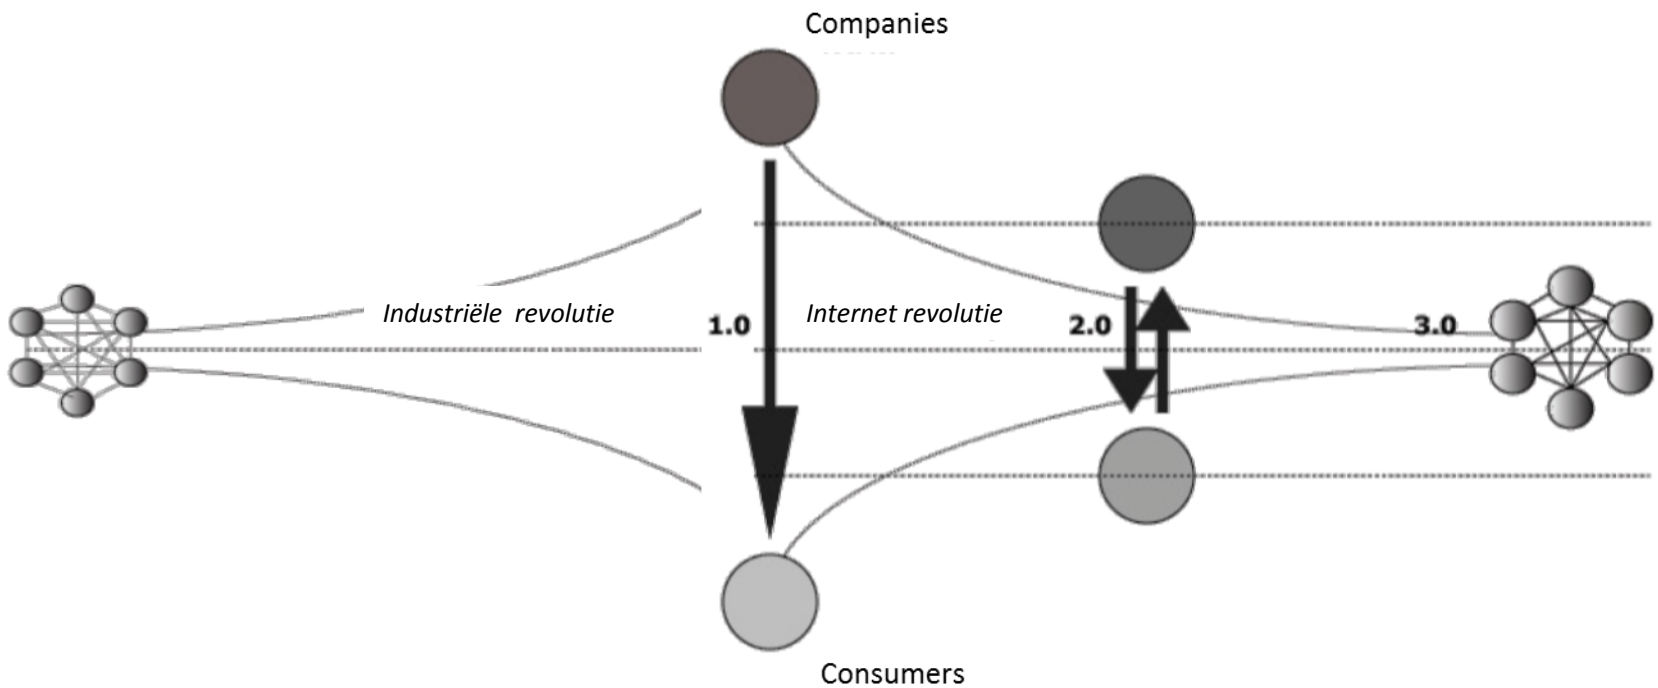 Companies
Industriële revolutie
1.0
Internet revolutie
2.0
3.0
Consumers